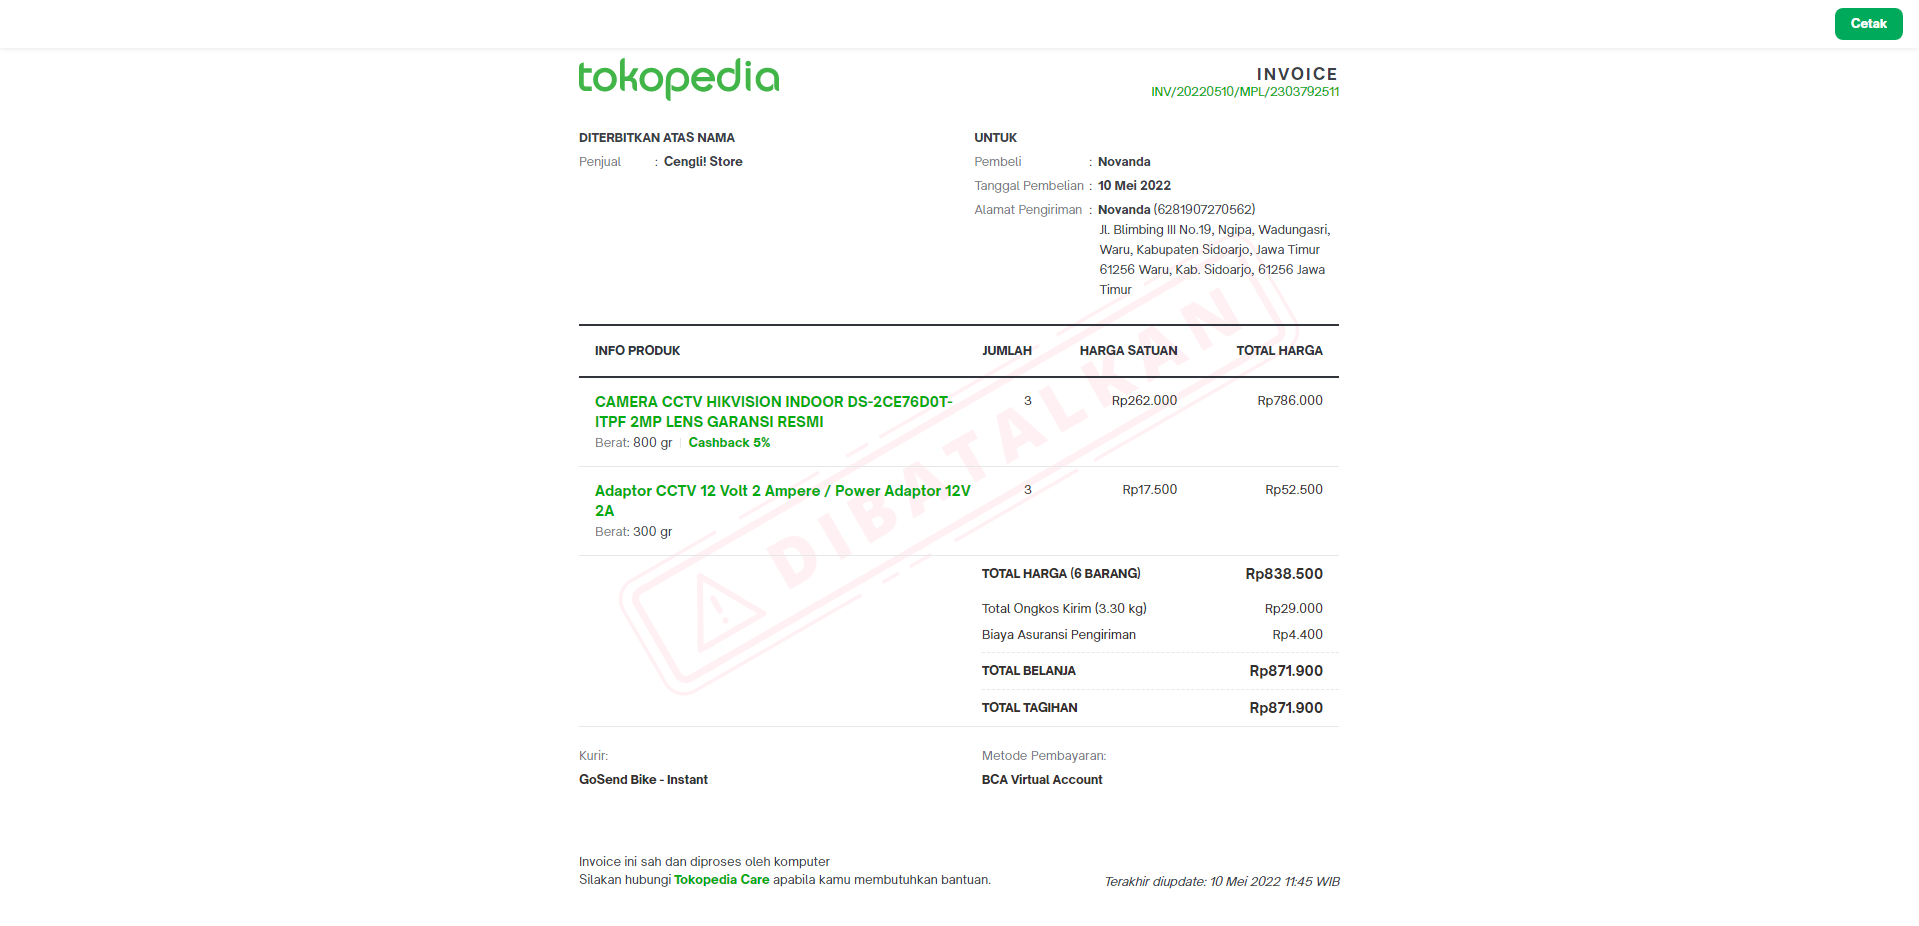 Cetak
tokopedia
INVOICE
INV/20220510/MPL/2303792511
DITERBITKAN ATAS NAMA
Penjual : Cengli! Store
UNTUK
Pembeli : Novanda
Tanggal Pembelian : 10 Mei 2022
Alamat Pengiriman : Novanda (6281907270562)
Jl. Blimbing III No.19, Ngipa, Wadungasri,
Waru, Kabupaten Sidoarjo, Jawa Timur
61256 Waru, Kab. Sidoarjo, 61256 Jawa
Timur
INFO PRODUK JUMLAH HARGA SATUAN TOTAL HARGA
CAMERA CCTV HIKVISION INDOOR DS-2CE76D0T- 3 Rp262.000 Rp786.000
ITPF 2MP LENS GARANSI RESMI
Berat: 800 gr | Cashback 5%
Adaptor CCTV 12 Volt 2 Ampere / Power Adaptor 12V 3 Rp17.500 Rp52.500
2A
Berat: 300 gr
DIBATALKAN
TOTAL HARGA (6 BARANG) Rp838.500
Total Ongkos Kirim (3.30 kg) Rp29.000
Biaya Asuransi Pengiriman Rp4.400
TOTAL BELANJA Rp871.900
TOTAL TAGIHAN Rp871.900
Kurir:
GoSend Bike - Instant
Metode Pembayaran:
BCA Virtual Account
Invoice ini sah dan diproses oleh komputer
Silakan hubungi Tokopedia Care apabila kamu membutuhkan bantuan.
Terakhir diupdate: 10 Mei 2022 11:45 WIB